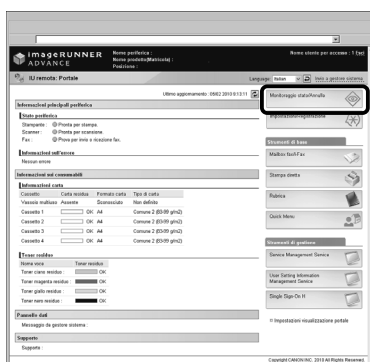 imageRUNNER
ADVANCE
Nome periferica :
Nome prodotto(Matricola) :
Posizione :
Nome utente per accesso : 1 Esci
IU remota: Portale
Language: Italian
Invio a gestione sistema
Ultimo aggiornamento : 05/02 2010 8:13:11
Monitoraggio stato/Annulla
Informazioni principali periferica
Impostazioni/registrazione
Stato periferica
Stampante : Pronta per stampa.
Scanner : Pronta per scansione.
Fax : Prova per invio o ricezione fax.
Strumenti di base
Mailbox fax/I-Fax
Informazioni sull'errore
Nessun errore
Informazioni sui consumabili
Stampa diretta
Informazioni carta
Cassetto Carta residua Formato carta Tipo di carta
Vassoio multiuso Assente Sconosciuto Non definito
Cassetto 1 OK A4 Comune 2 (83-89 g/m2)
Cassetto 2 OK A4 Comune 2 (83-89 g/m2)
Cassetto 3 OK A4 Comune 2 (83-89 g/m2)
Cassetto 4 OK A4 Comune 2 (83-89 g/m2)
Rubrica
Quick Menu
Strumenti di gestione
Toner residuo
Nome voce Toner residuo
Toner ciano residuo : OK
Toner magenta residuo : OK
Toner giallo residuo : OK
Toner nero residuo : OK
Service Management Service
User Setting Information
Management Service
Single Sign-On H
Pannello dati
Messaggio da gestore sistema :
Impostazioni visualizzazione portale
Supporto
Supporto :
Copyright CANON INC. 2010 All Rights Reserved